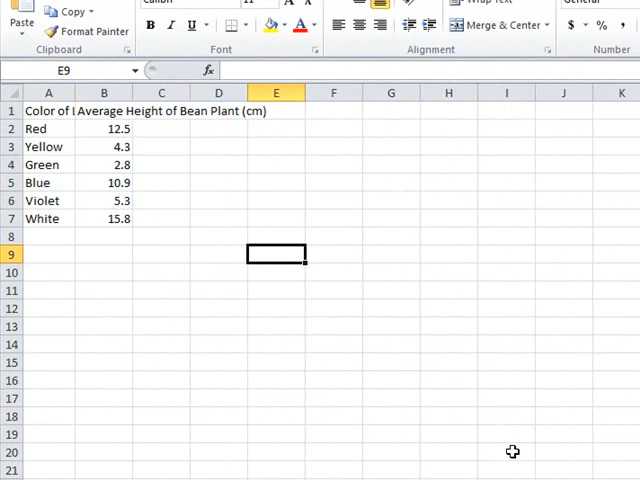 Calibri 11 Wrap Text General
Copy
Paste Format Painter
B I U A Merge & Center $ % ,
Clipboard Font Alignment Number
E9 fx
A B C D E F G H I J K
1 Color of L Average Height of Bean Plant (cm)
2 Red 12.5
3 Yellow 4.3
4 Green 2.8
5 Blue 10.9
6 Violet 5.3
7 White 15.8
8
9
10
11
12
13
14
15
16
17
18
19
20
21